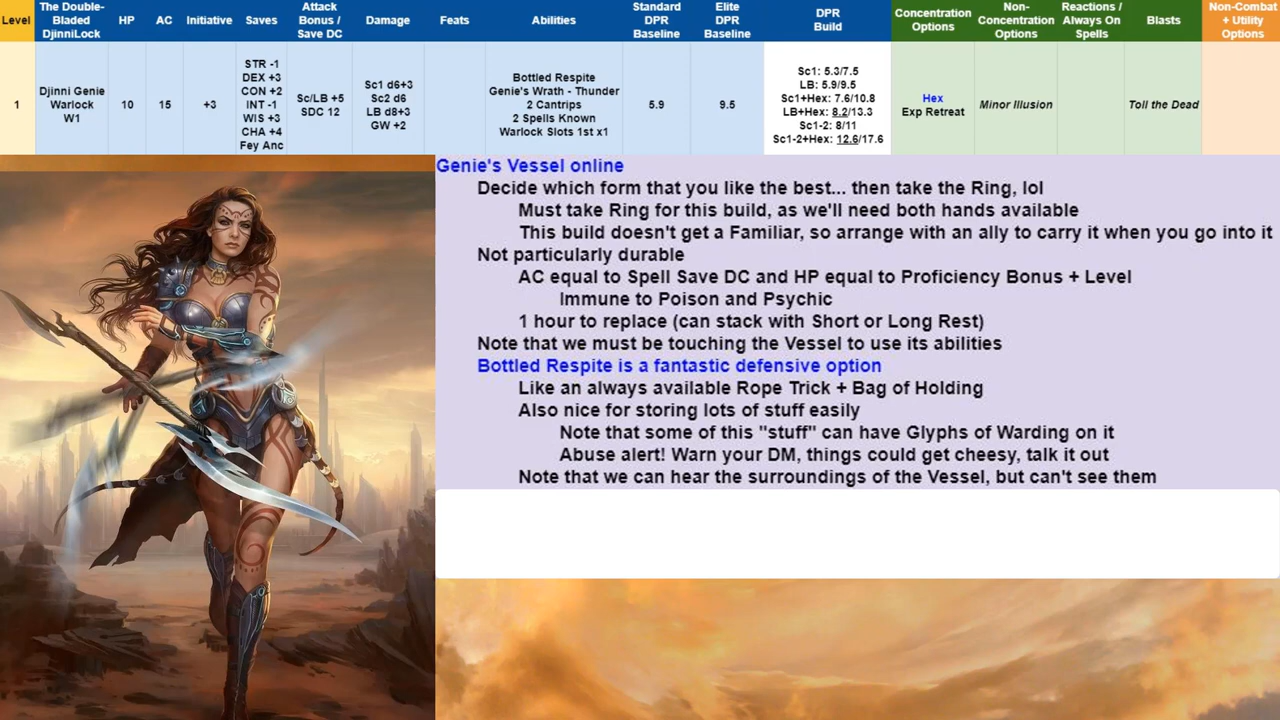 Level
The Double-
Bladed
DjinniLock
HP
AC
Initiative
Saves
Attack
Bonus /
Save DC
Damage
Feats
Abilities
Standard
DPR
Baseline
Elite
DPR
Baseline
DPR
Build
Concentration
Options
Non-
Concentration
Options
Reactions /
Always On
Spells
Blasts
Non-Combat
+ Utility
Options
1
Djinni Genie
Warlock
W1
10
15
+3
STR -1
DEX +3
CON +2
INT -1
WIS +3
CHA +4
Fey Anc
Sc/LB +5
SDC 12
Sc1 d6+3
Sc2 d6
LB d8+3
GW +2
Bottled Respite
Genie's Wrath - Thunder
2 Cantrips
2 Spells Known
Warlock Slots 1st x1
5.9
9.5
Sc1: 5.3/7.5
LB: 5.9/9.5
Sc1+Hex: 7.6/10.8
LB+Hex: 8.2/13.3
Sc1-2: 8/11
Sc1-2+Hex: 12.6/17.6
Hex
Exp Retreat
Minor Illusion
Toll the Dead
Genie's Vessel online
Decide which form that you like the best... then take the Ring, lol
Must take Ring for this build, as we'll need both hands available
This build doesn't get a Familiar, so arrange with an ally to carry it when you go into it
Not particularly durable
AC equal to Spell Save DC and HP equal to Proficiency Bonus + Level
Immune to Poison and Psychic
1 hour to replace (can stack with Short or Long Rest)
Note that we must be touching the Vessel to use its abilities
Bottled Respite is a fantastic defensive option
Like an always available Rope Trick + Bag of Holding
Also nice for storing lots of stuff easily
Note that some of this "stuff" can have Glyphs of Warding on it
Abuse alert! Warn your DM, things could get cheesy, talk it out
Note that we can hear the surroundings of the Vessel, but can't see them